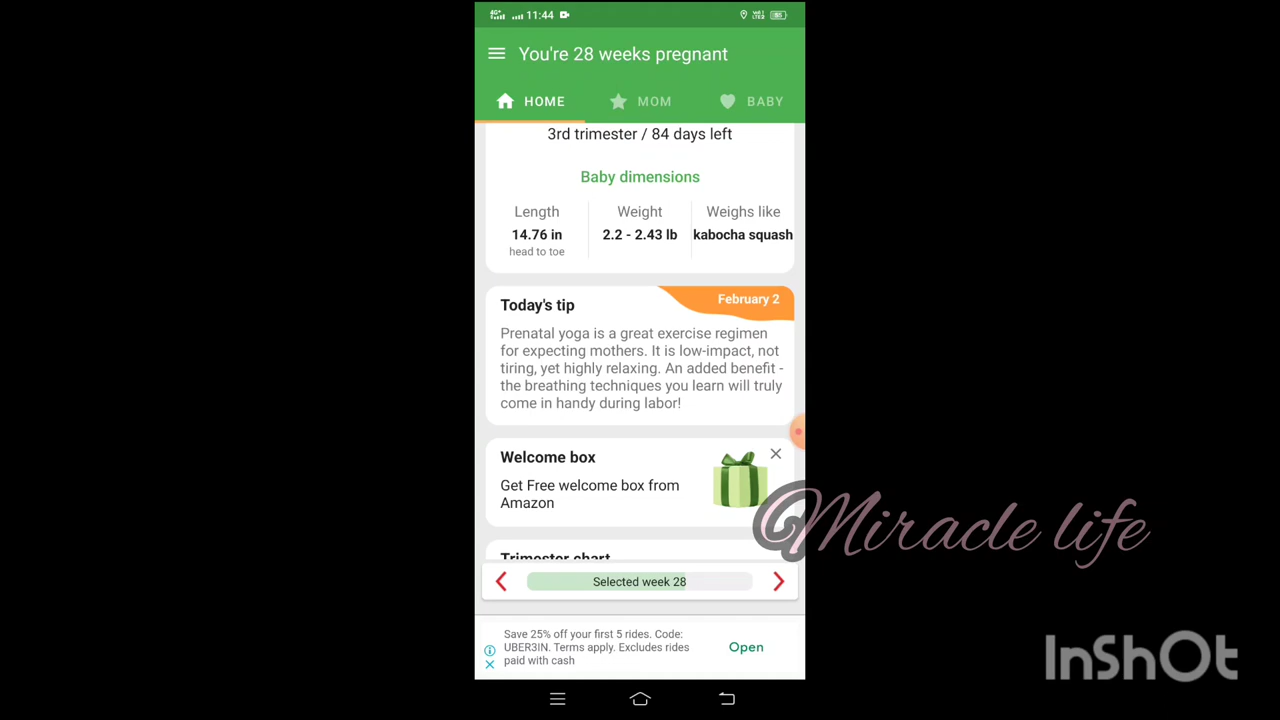 4G 11:44 VoLTE 85
You're 28 weeks pregnant
HOME MOM BABY
3rd trimester / 84 days left
Baby dimensions
Length Weight Weighs like
14.76 in 2.2 - 2.43 lb kabocha squash
head to toe
Today's tip February 2
Prenatal yoga is a great exercise regimen
for expecting mothers. It is low-impact, not
tiring, yet highly relaxing. An added benefit -
the breathing techniques you learn will truly
come in handy during labor!
Welcome box
Get Free welcome box from
Amazon
@Miracle life
Trimester chart
Selected week 28
Save 25% off your first 5 rides. Code:
UBER3IN. Terms apply. Excludes rides
paid with cash
Open
InShOt